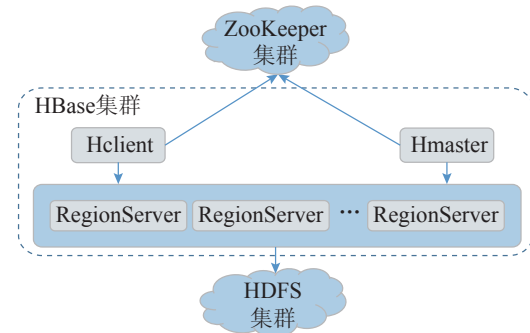 ZooKeeper
集群
HBase集群
Hclient
Hmaster
RegionServer RegionServer ··· RegionServer
HDFS
集群